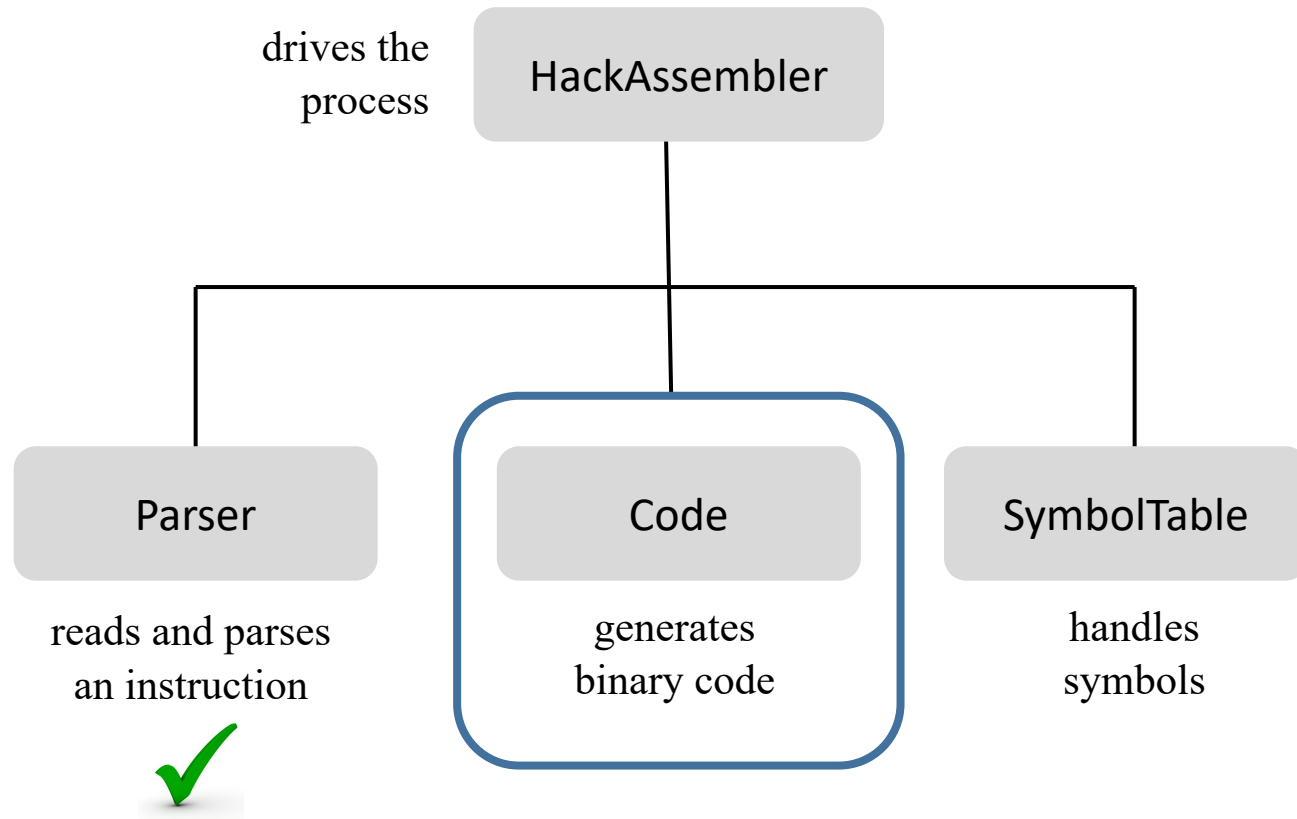 drives the
process
HackAssembler
Parser
Code
SymbolTable
reads and parses
an instruction
generates
binary code
handles
symbols